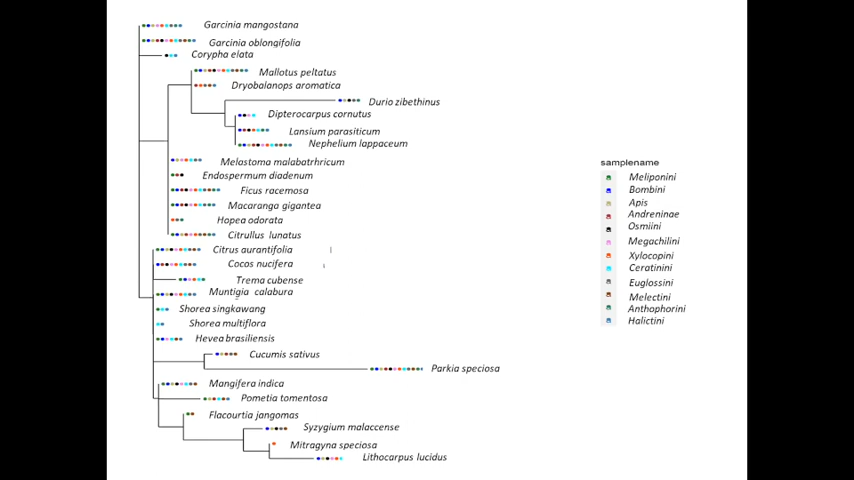 Garcinia mangostana
Garcinia oblongifolia
Corypha elata
Mallotus peltatus
Dryobalanops aromatica
Durio zibethinus
Dipterocarpus cornutus
Lansium parasiticum
Nephelium lappaceum
Melastoma malabatrhricum
Endospermum diadenum
Ficus racemosa
Macaranga gigantea
Hopea odorata
Citrullus lunatus
Citrus aurantifolia
Cocos nucifera
Trema cubense
Muntigia calabura
Shorea singkawang
Shorea multiflora
Hevea brasiliensis
Cucumis sativus
Parkia speciosa
Mangifera indica
Pometia tomentosa
Flacourtia jangomas
Syzygium malaccense
Mitragyna speciosa
Lithocarpus lucidus
samplename
Meliponini
Bombini
Apis
Andreninae
Osmiini
Megachilini
Xylocopini
Ceratinini
Euglossini
Melectini
Anthophorini
Halictini